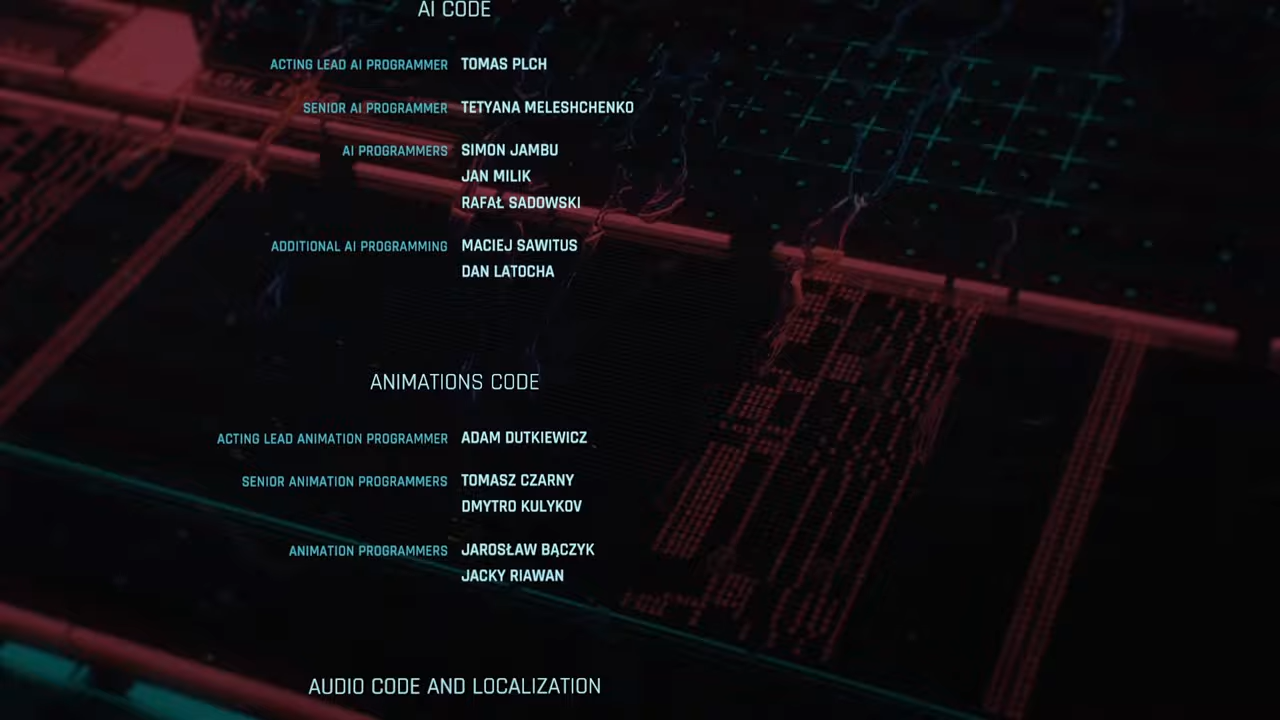 AI CODE
ACTING LEAD AI PROGRAMMER TOMAS PLCH
SENIOR AI PROGRAMMER TETYANA MELESHCHENKO
AI PROGRAMMERS SIMON JAMBU
JAN MILIK
RAFAŁ SADOWSKI
ADDITIONAL AI PROGRAMMING MACIEJ SAWITUS
DAN LATOCHA
ANIMATIONS CODE
ACTING LEAD ANIMATION PROGRAMMER ADAM DUTKIEWICZ
SENIOR ANIMATION PROGRAMMERS TOMASZ CZARNY
DMYTRO KULYKOV
ANIMATION PROGRAMMERS JAROSŁAW BĄCZYK
JACKY RIAWAN
AUDIO CODE AND LOCALIZATION